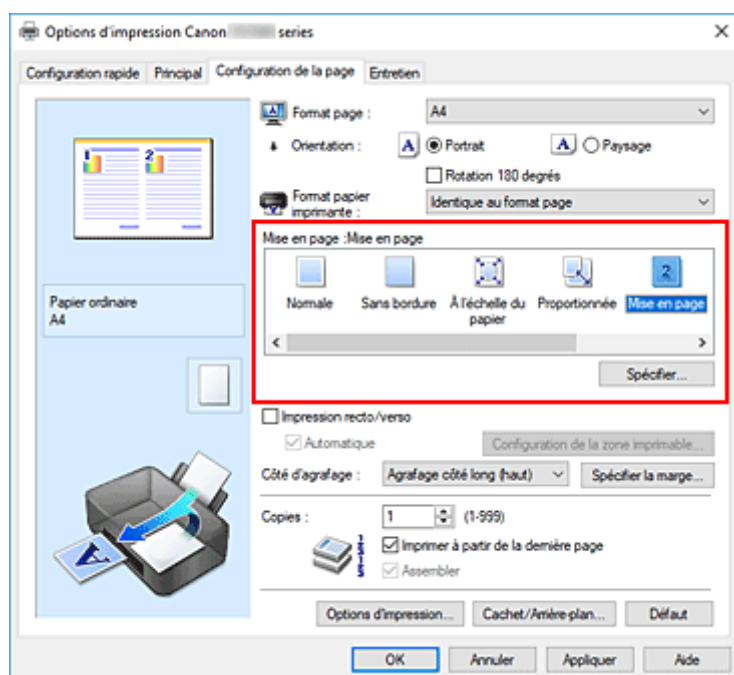 Options d'impression Canon series
Configuration rapide Principal Configuration de la page Entretien
1 2
Papier ordinaire
A4
Format page : A4
Orientation : A Portrait A Paysage
Rotation 180 degrés
Format papier imprimante : Identique au format page
Mise en page :Mise en page
2
Normale Sans bordure À l'échelle du papier Proportionnée Mise en page
Spécifier...
Impression recto/verso
Automatique Configuration de la zone imprimable...
Côté d'agrafage : Agrafage côté long (haut) Spécifier la marge...
Copies : 1 (1-999)
Imprimer à partir de la dernière page
Assembler
A
Options d'impression... Cachet/Arrière-plan... Défaut
OK Annuler Appliquer Aide